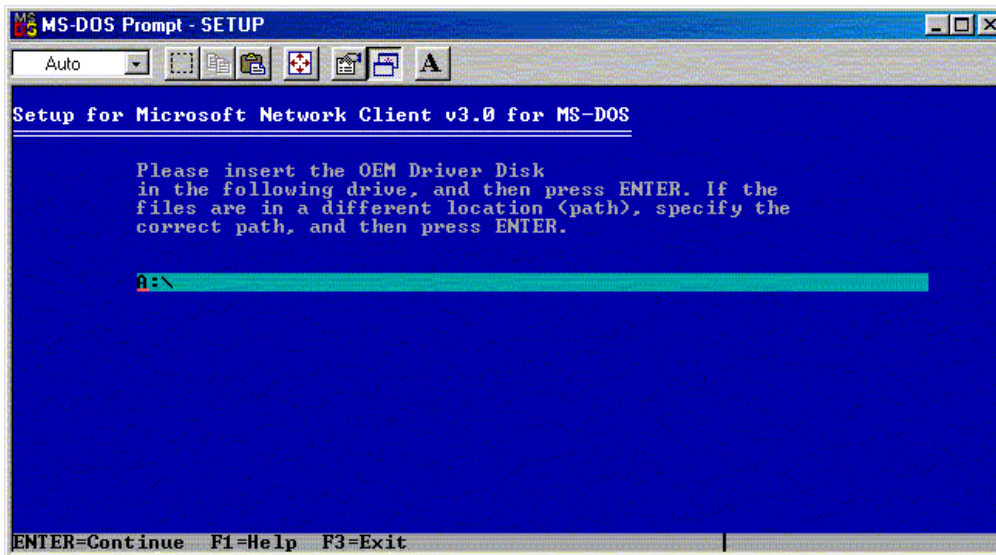 MS-DOS Prompt - SETUP
Auto
A
Setup for Microsoft Network Client v3.0 for MS-DOS
Please insert the OEM Driver Disk
in the following drive, and then press ENTER. If the
files are in a different location (path), specify the
correct path, and then press ENTER.
A:\
ENTER=Continue F1=Help F3=Exit